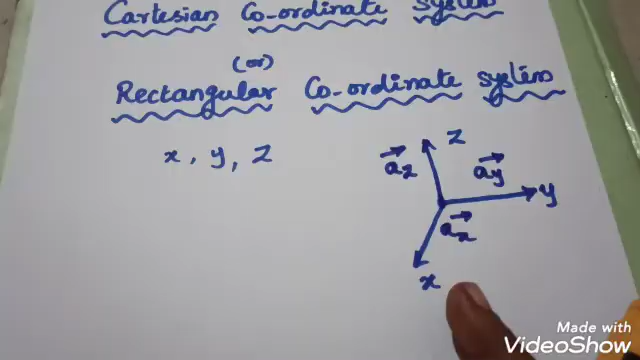 Cartesian Co-ordinate System
(or)
Rectangular Co-ordinate System
x, y, z
z
a_z
a_y
y
a_x
x
Made with
VideoShow